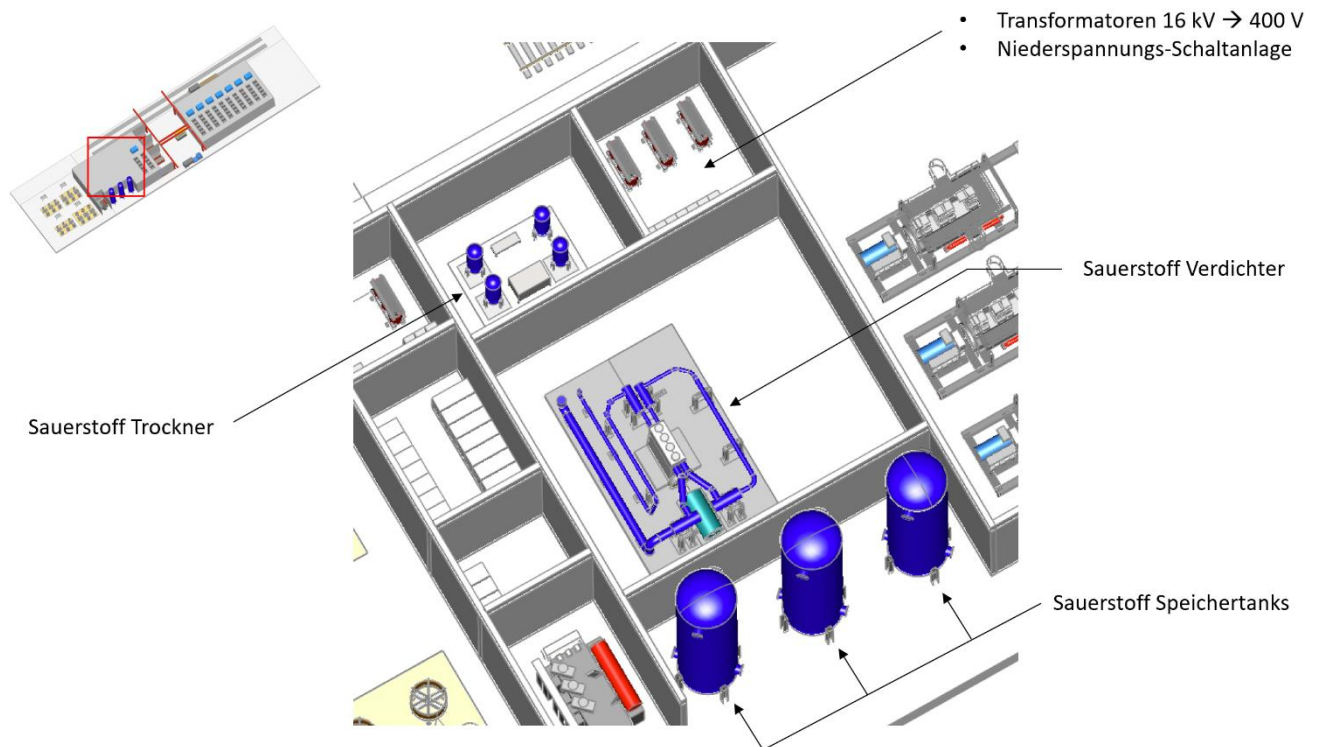 • Transformatoren 16 kV → 400 V
• Niederspannungs-Schaltanlage
Sauerstoff Verdichter
Sauerstoff Trockner
Sauerstoff Speichertanks